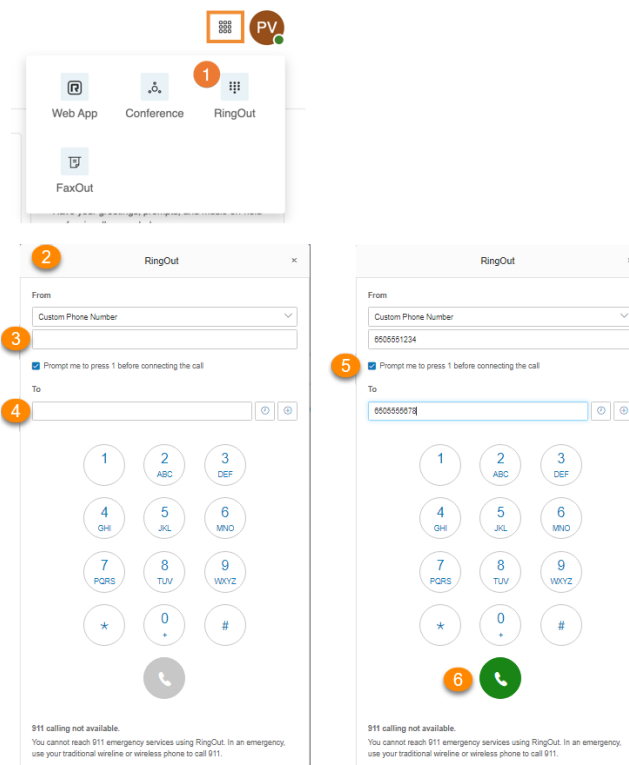 PV
1
Web App
Conference
RingOut
FaxOut
2
RingOut
×
From
Custom Phone Number
3
Prompt me to press 1 before connecting the call
To
4
1
2
ABC
3
DEF
4
GHI
5
JKL
6
MNO
7
PQRS
8
TUV
9
WXYZ
*
0
+
#
911 calling not available.
You cannot reach 911 emergency services using RingOut. In an emergency,
use your traditional wireline or wireless phone to call 911.
RingOut
From
Custom Phone Number
6505551234
5
Prompt me to press 1 before connecting the call
To
6505555678
1
2
ABC
3
DEF
4
GHI
5
JKL
6
MNO
7
PQRS
8
TUV
9
WXYZ
*
0
+
#
6
911 calling not available.
You cannot reach 911 emergency services using RingOut. In an emergency,
use your traditional wireline or wireless phone to call 911.